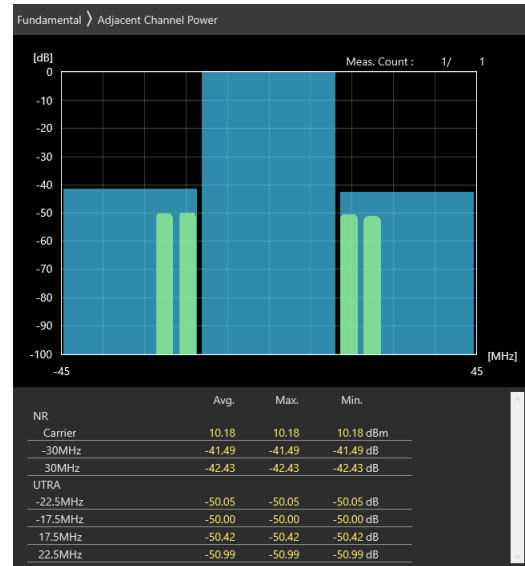 Fundamental 〉 Adjacent Channel Power
[dB]
Meas. Count : 1/ 1
0
-10
-20
-30
-40
-50
-60
-70
-80
-90
-100
[MHz]
-45 45
Avg. Max. Min.
NR
Carrier 10.18 10.18 10.18 dBm
-30MHz -41.49 -41.49 -41.49 dB
30MHz -42.43 -42.43 -42.43 dB
UTRA
-22.5MHz -50.05 -50.05 -50.05 dB
-17.5MHz -50.00 -50.00 -50.00 dB
17.5MHz -50.42 -50.42 -50.42 dB
22.5MHz -50.99 -50.99 -50.99 dB